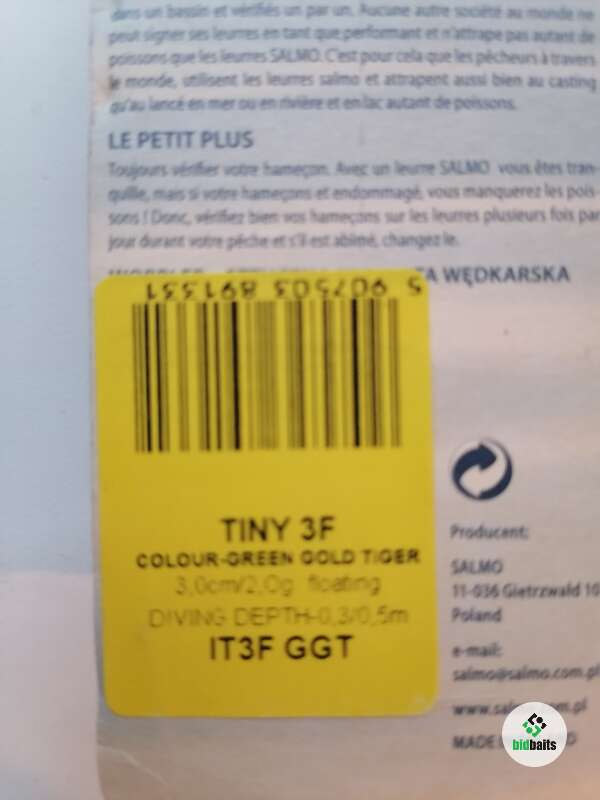 dans un bassin et vérifiés un par un. Aucune autre société au monde ne
peut signer ses leurres en tant que performant et n'attrape pas autant de
poissons que les leurres SALMO. C'est pour cela que les pêcheurs à travers
le monde, utilisent les leurres salmo et attrapent aussi bien au casting
qu'au lancé en mer ou en rivière et en lac autant de poissons.
LE PETIT PLUS
Toujours vérifier votre hameçon. Avec un leurre SALMO vous êtes tran-
quille, mais si votre hameçons et endommagé, vous manquerez les pois-
sons ! Donc, vérifiez bien vos hameçons sur les leurres plusieurs fois par
jour durant votre pêche et s'il est abîmé, changez le.
WĘDKARSKA
5 907503 891331
TINY 3F
COLOUR-GREEN GOLD TIGER
3,0cm/2,0g floating
DIVING DEPTH-0,3/0,5m
IT3F GGT
Producent:
SALMO
11-036 Gietrzwałd 10
Poland
e-mail:
salmo@salmo.com.pl
MADE
bidbaits